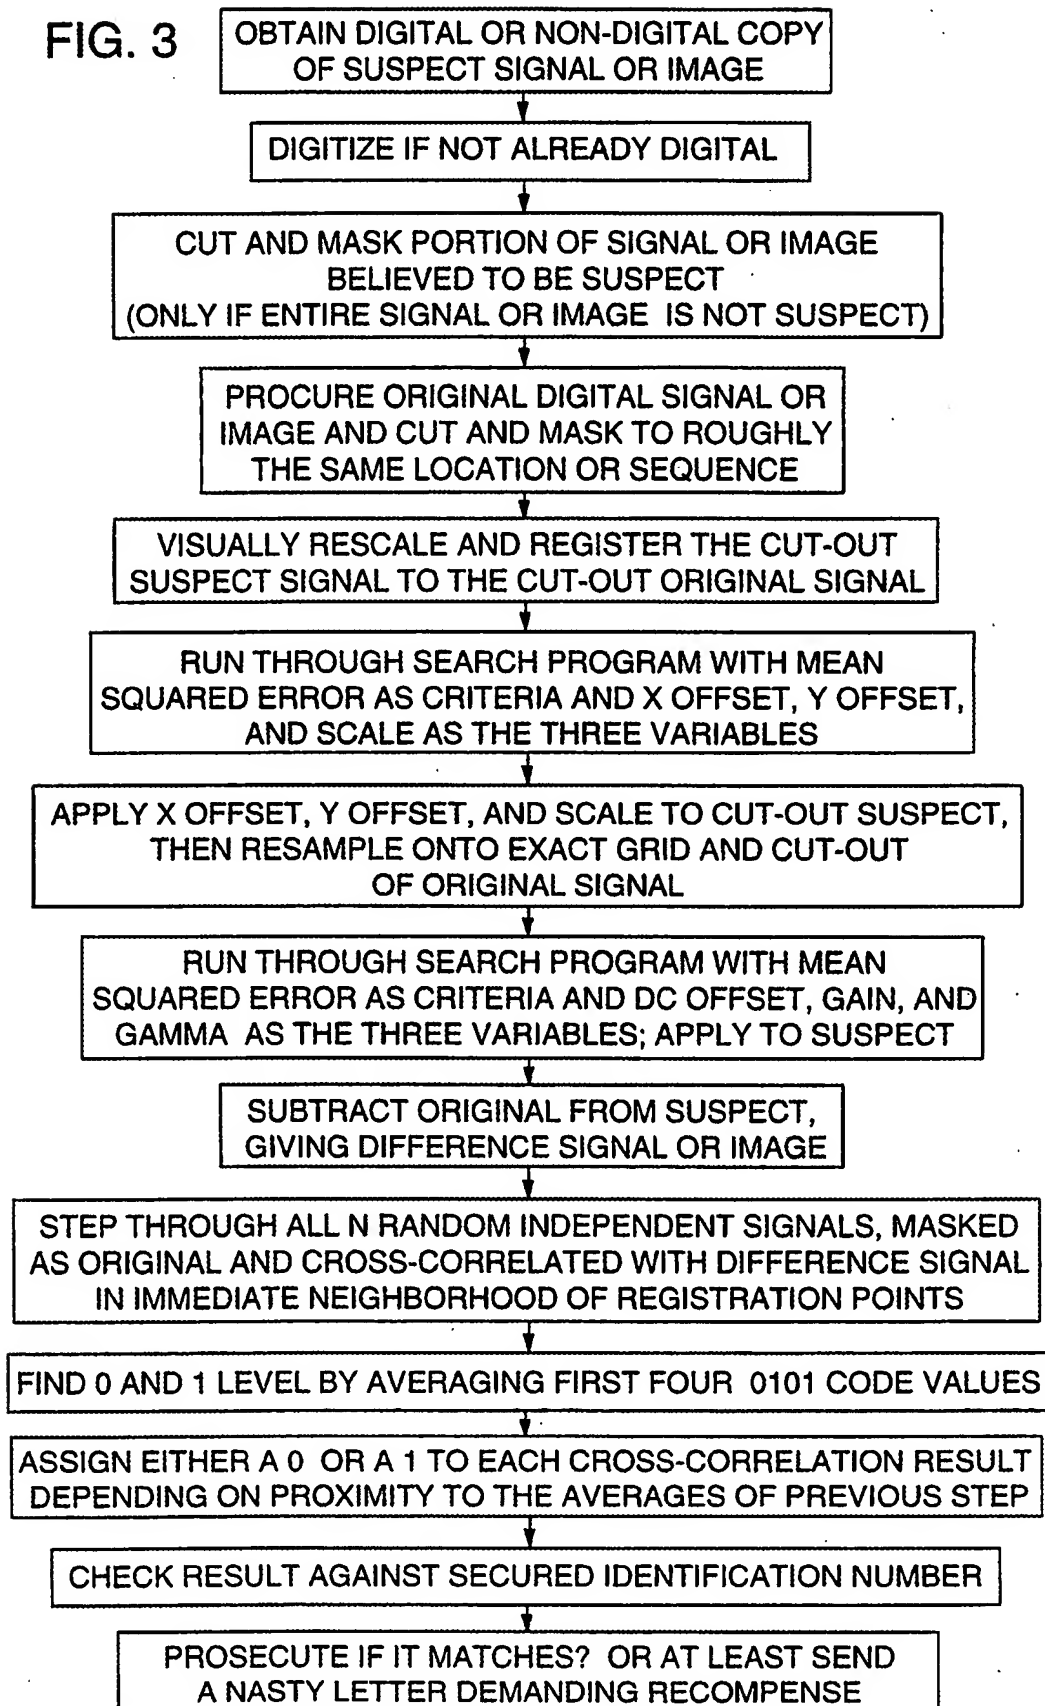 FIG. 3
OBTAIN DIGITAL OR NON-DIGITAL COPY
OF SUSPECT SIGNAL OR IMAGE
DIGITIZE IF NOT ALREADY DIGITAL
CUT AND MASK PORTION OF SIGNAL OR IMAGE
BELIEVED TO BE SUSPECT
(ONLY IF ENTIRE SIGNAL OR IMAGE IS NOT SUSPECT)
PROCURE ORIGINAL DIGITAL SIGNAL OR
IMAGE AND CUT AND MASK TO ROUGHLY
THE SAME LOCATION OR SEQUENCE
VISUALLY RESCALE AND REGISTER THE CUT-OUT
SUSPECT SIGNAL TO THE CUT-OUT ORIGINAL SIGNAL
RUN THROUGH SEARCH PROGRAM WITH MEAN
SQUARED ERROR AS CRITERIA AND X OFFSET, Y OFFSET,
AND SCALE AS THE THREE VARIABLES
APPLY X OFFSET, Y OFFSET, AND SCALE TO CUT-OUT SUSPECT,
THEN RESAMPLE ONTO EXACT GRID AND CUT-OUT
OF ORIGINAL SIGNAL
RUN THROUGH SEARCH PROGRAM WITH MEAN
SQUARED ERROR AS CRITERIA AND DC OFFSET, GAIN, AND
GAMMA AS THE THREE VARIABLES; APPLY TO SUSPECT
SUBTRACT ORIGINAL FROM SUSPECT,
GIVING DIFFERENCE SIGNAL OR IMAGE
STEP THROUGH ALL N RANDOM INDEPENDENT SIGNALS, MASKED
AS ORIGINAL AND CROSS-CORRELATED WITH DIFFERENCE SIGNAL
IN IMMEDIATE NEIGHBORHOOD OF REGISTRATION POINTS
FIND 0 AND 1 LEVEL BY AVERAGING FIRST FOUR 0101 CODE VALUES
ASSIGN EITHER A 0 OR A 1 TO EACH CROSS-CORRELATION RESULT
DEPENDING ON PROXIMITY TO THE AVERAGES OF PREVIOUS STEP
CHECK RESULT AGAINST SECURED IDENTIFICATION NUMBER
PROSECUTE IF IT MATCHES? OR AT LEAST SEND
A NASTY LETTER DEMANDING RECOMPENSE